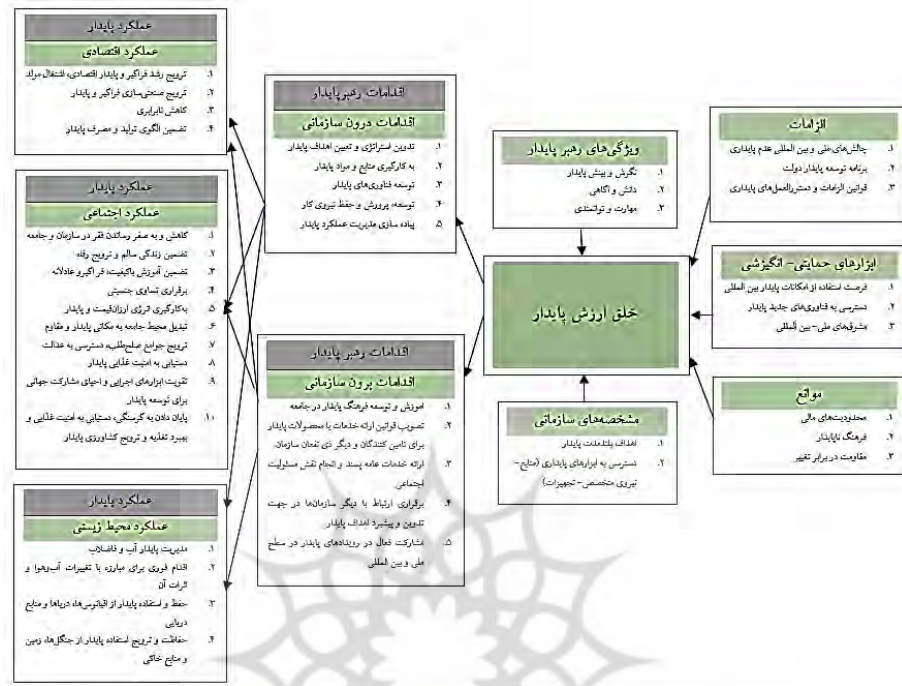 الزامات
۱. چالش‌های ملی و بین المللی عدم پایداری
۲. برنامه توسعه پایدار دولت
۳. قوانین الزامات و دستورالعمل‌های پایداری
ابزارهای حمایتی- انگیزشی
۱. فرصت استفاده از امکانات پایدار بین المللی
۲. دسترسی به فناوری‌های جدید پایدار
۳. مشوق‌های ملی- بین المللی
موانع
۱. محدودیت‌های مالی
۲. فرهنگ ناپایدار
۳. مقاومت در برابر تغییر
ویژگی‌های رهبر پایدار
۱. نگرش و بینش پایدار
۲. دانش و آگاهی
۳. مهارت و توانمندی
خلق ارزش پایدار
مشخصه‌های سازمانی
۱. اهداف بلندمدت پایدار
۲. دسترسی به ابزارهای پایداری (منابع-
نیروی متخصص- تجهیزات)
اقدامات رهبر پایدار
اقدامات درون سازمانی
۱. تدوین استراتژی و تعیین اهداف پایدار
۲. به کارگیری منابع و مواد پایدار
۳. توسعه فناوری‌های پایدار
۴. توسعه، پرورش و حفظ نیروی کار
۵. پیاده سازی مدیریت عملکرد پایدار
اقدامات رهبر پایدار
اقدامات برون سازمانی
۱. اموزش و توسعه فرهنگ پایدار در جامعه
۲. تصویب قوانین ارائه خدمات یا محصولات پایدار
برای تامین کنندگان و دیگر ذی نفعان سازمان.
۳. ارائه خدمات عامه پسند و انجام نقش مسئولیت
اجتماعی
۴. برقراری ارتباط با دیگر سازمان‌ها در جهت
تدوین و پیشبرد اهداف پایدار
۵. مشارکت فعال در رویدادهای پایدار در سطح
ملی و بین المللی
عملکرد پایدار
عملکرد اقتصادی
۱. ترویج رشد فراگیر و پایدار اقتصادی، اشتغال مولد
۲. ترویج صنعتی‌سازی فراگیر و پایدار
۳. کاهش نابرابری
۴. تضمین الگوی تولید و مصرف پایدار
عملکرد پایدار
عملکرد اجتماعی
۱. کاهش و به صفر رساندن فقر در سازمان و جامعه
۲. تضمین زندگی سالم و ترویج رفاه
۳. تضمین آموزش باکیفیت، فراگیر و عادلانه
۴. برقراری تساوی جنسیتی
۵. به‌کارگیری انرژی ارزان‌قیمت و پایدار
۶. تبدیل محیط جامعه به مکانی پایدار و مقاوم
۷. ترویج جوامع صلح‌طلب، دسترسی به عدالت
۸. دستیابی به امنیت غذایی پایدار
۹. تقویت ابزارهای اجرایی و احیای مشارکت جهانی
برای توسعه پایدار
۱۰. پایان دادن به گرسنگی، دستیابی به امنیت غذایی و
بهبود تغذیه و ترویج کشاورزی پایدار
عملکرد پایدار
عملکرد محیط زیستی
۱. مدیریت پایدار آب و فاضلاب
۲. اقدام فوری برای مبارزه با تغییرات آب‌وهوا و
اثرات آن
۳. حفظ و استفاده پایدار از اقیانوس‌ها، دریاها و منابع
دریایی
۴. حفاظت و ترویج استفاده پایدار از جنگل‌ها، زمین
و منابع خاکی